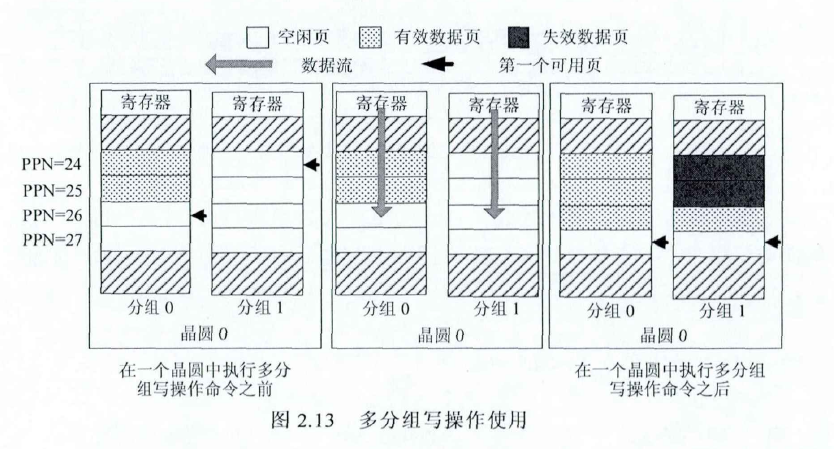 空闲页 有效数据页 失效数据页
数据流 第一个可用页
寄存器 寄存器 寄存器 寄存器 寄存器 寄存器
PPN=24
PPN=25
PPN=26
PPN=27
分组 0 分组 1 分组 0 分组 1 分组 0 分组 1
晶圆 0 晶圆 0 晶圆 0
在一个晶圆中执行多分
组写操作命令之前
在一个晶圆中执行多分组
写操作命令之后
图 2.13 多分组写操作使用